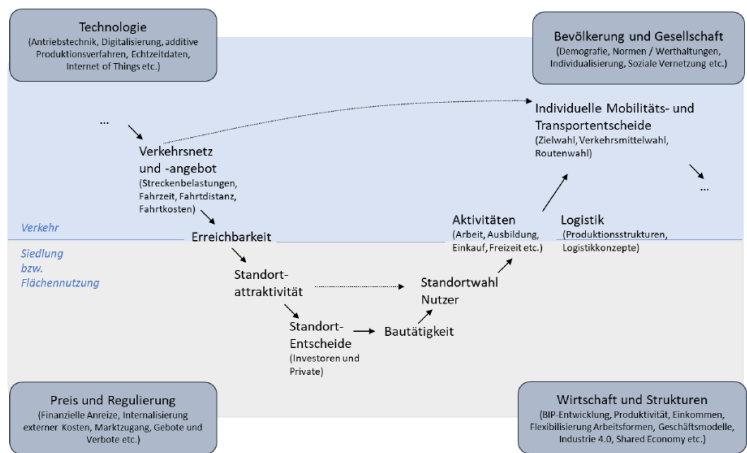 Technologie
(Antriebstechnik, Digitalisierung, additive
Produktionsverfahren, Echtzeitdaten,
Internet of Things etc.)
Bevölkerung und Gesellschaft
(Demografie, Normen / Werthaltungen,
Individualisierung, Soziale Vernetzung etc.)
...
Individuelle Mobilitäts- und
Transportentscheide
(Zielwahl, Verkehrsmittelwahl,
Routenwahl)
Verkehrsnetz
und -angebot
(Streckenbelastungen,
Fahrzeit, Fahrtdistanz,
Fahrtkosten)
...
Verkehr
Erreichbarkeit
Aktivitäten
(Arbeit, Ausbildung,
Einkauf, Freizeit etc.)
Logistik
(Produktionsstrukturen,
Logistikkonzepte)
Siedlung
bzw.
Flächennutzung
Standort-
attraktivität
Standortwahl
Nutzer
Standort-
Entscheide
(Investoren und
Private)
Bautätigkeit
Preis und Regulierung
(Finanzielle Anreize, Internalisierung
externer Kosten, Marktzugang, Gebote und
Verbote etc.)
Wirtschaft und Strukturen
(BIP-Entwicklung, Produktivität, Einkommen,
Flexibilisierung Arbeitsformen, Geschäftsmodelle,
Industrie 4.0, Shared Economy etc.)